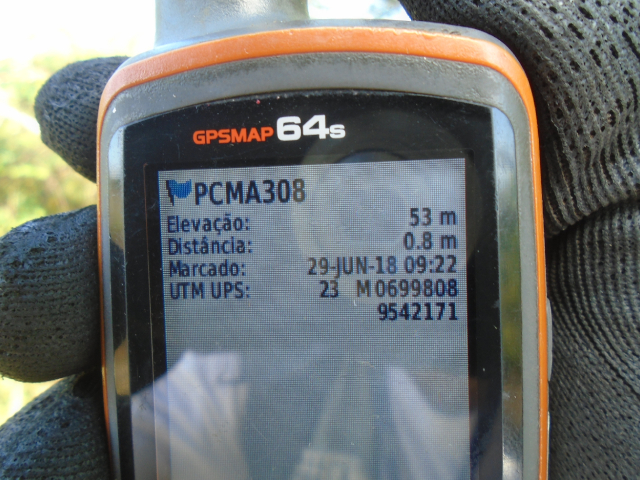 GPSMAP 64s
PCMA308
Elevação: 53 m
Distância: 0.8 m
Marcado: 29-JUN-18 09:22
UTM UPS: 23 M 0699808
9542171